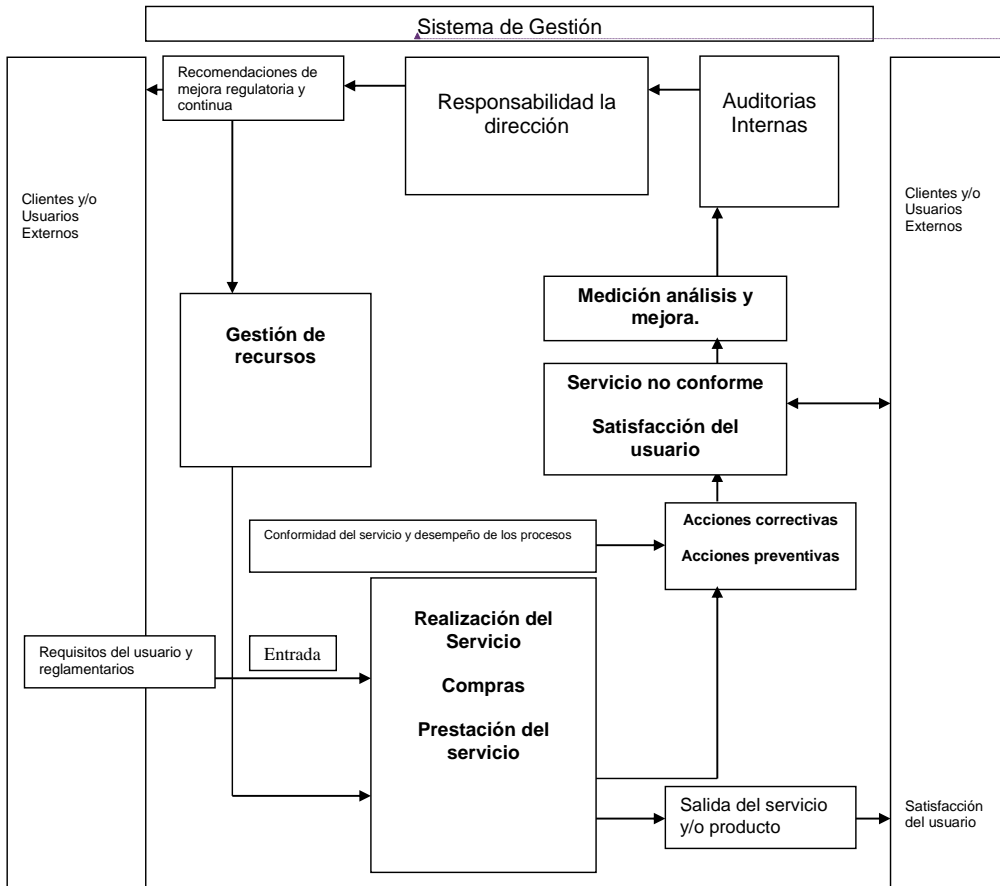 Sistema de Gestión
Recomendaciones de
mejora regulatoria y
continua
Responsabilidad la
dirección
Auditorias
Internas
Clientes y/o
Usuarios
Externos
Clientes y/o
Usuarios
Externos
Medición análisis y
mejora.
Gestión de
recursos
Servicio no conforme
Satisfacción del
usuario
Acciones correctivas
Acciones preventivas
Conformidad del servicio y desempeño de los procesos
Realización del
Servicio
Compras
Prestación del
servicio
Requisitos del usuario y
reglamentarios
Entrada
Salida del servicio
y/o producto
Satisfacción
del usuario